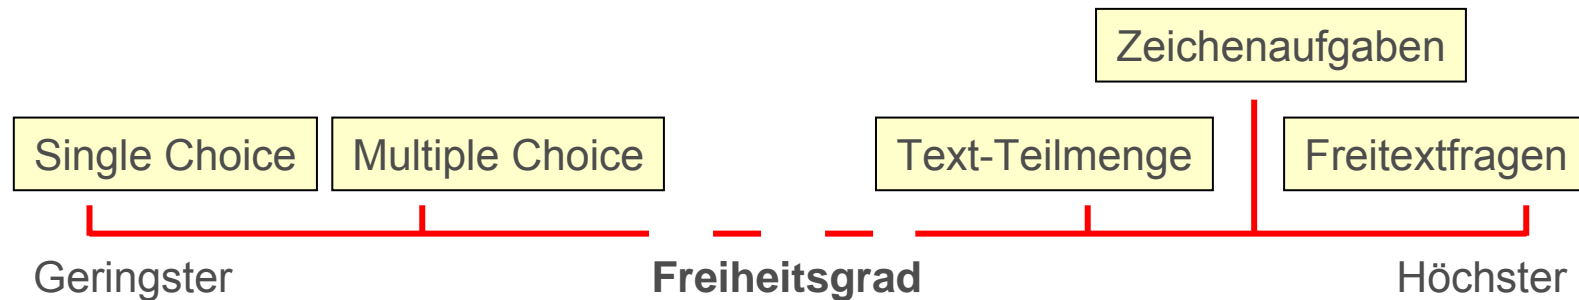 Zeichenaufgaben
Single Choice
Multiple Choice
Text-Teilmenge
Freitextfragen
Geringster
Freiheitsgrad
Höchster